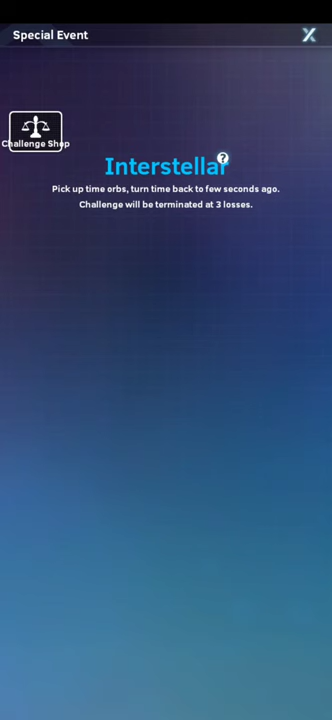 Special Event
Challenge Shop
Interstellar
?
Pick up time orbs, turn time back to few seconds ago.
Challenge will be terminated at 3 losses.